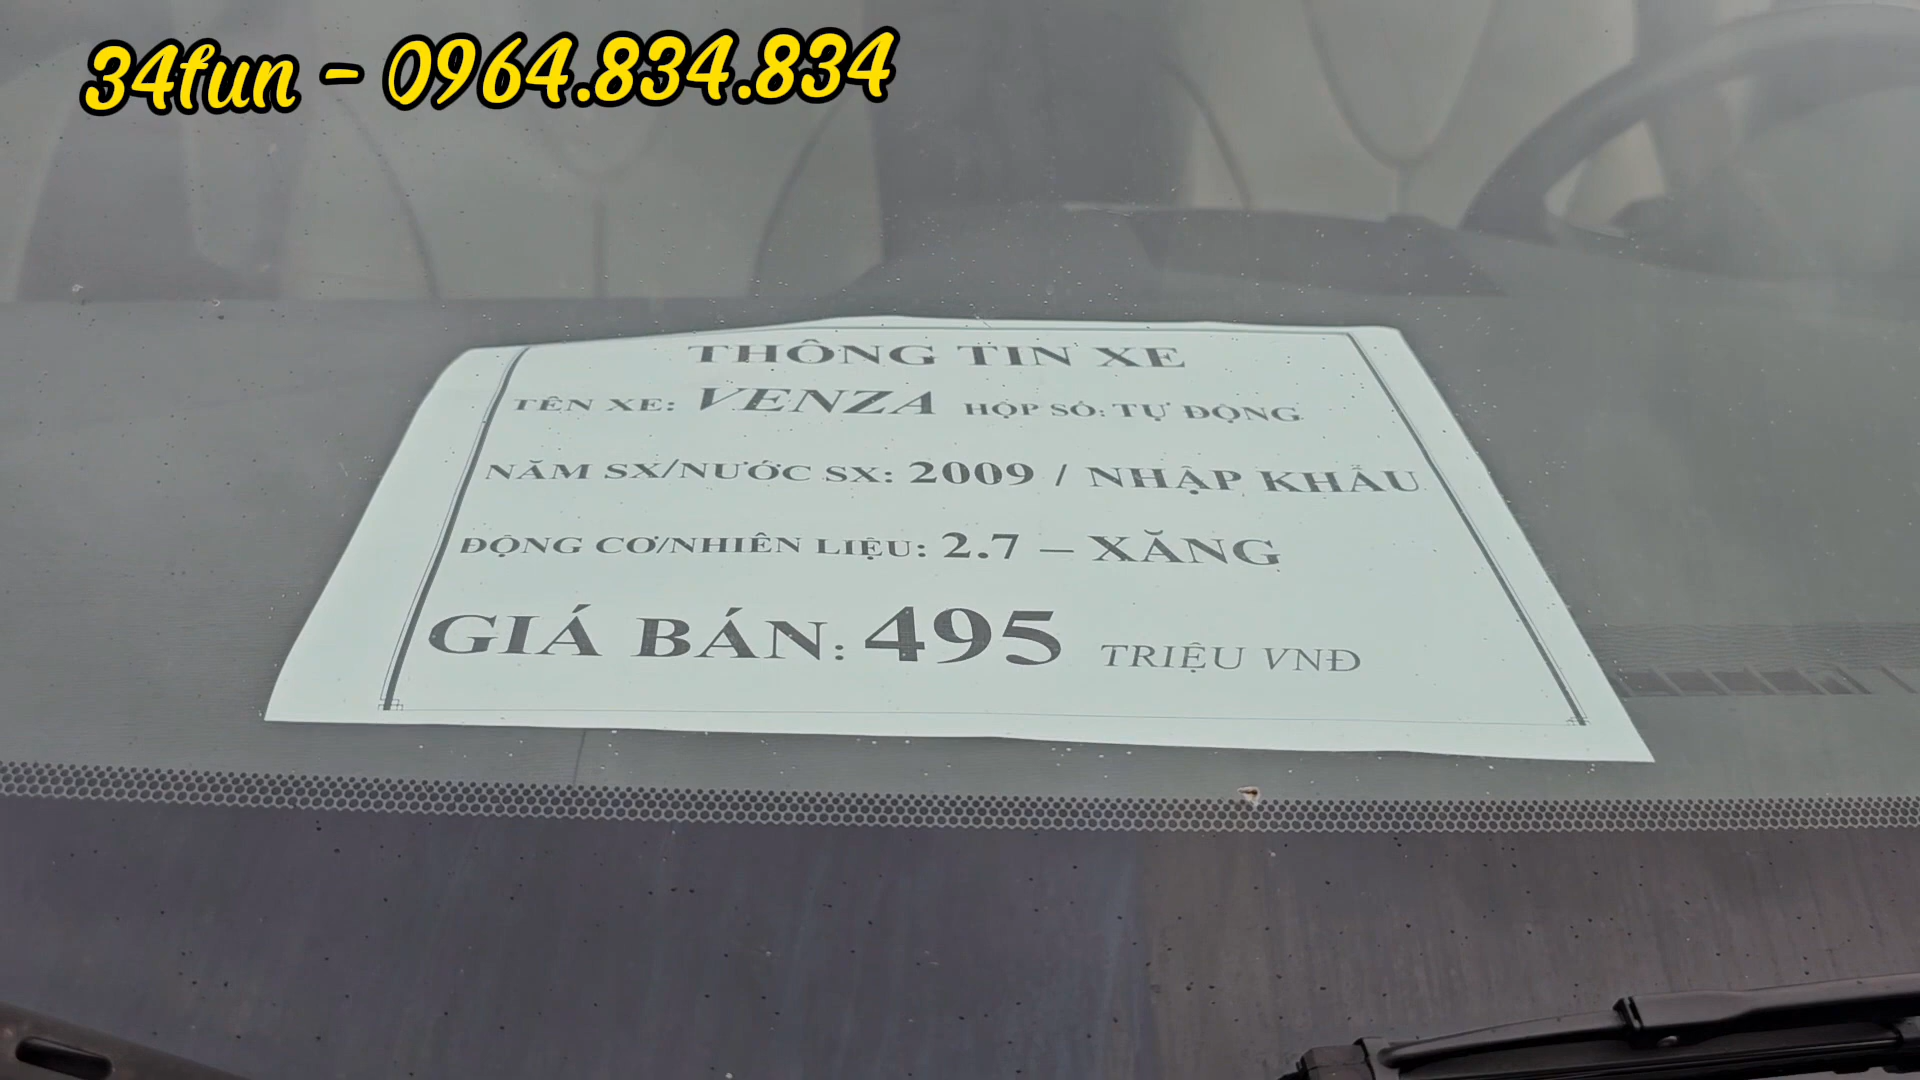 34fun - 0964.834.834
THÔNG TIN XE
TÊN XE: VENZA HỘP SỐ: TỰ ĐỘNG
NĂM SX/NƯỚC SX: 2009 / NHẬP KHẨU
ĐỘNG CƠ/NHIÊN LIỆU: 2.7 – XĂNG
GIÁ BÁN: 495 TRIỆU VNĐ